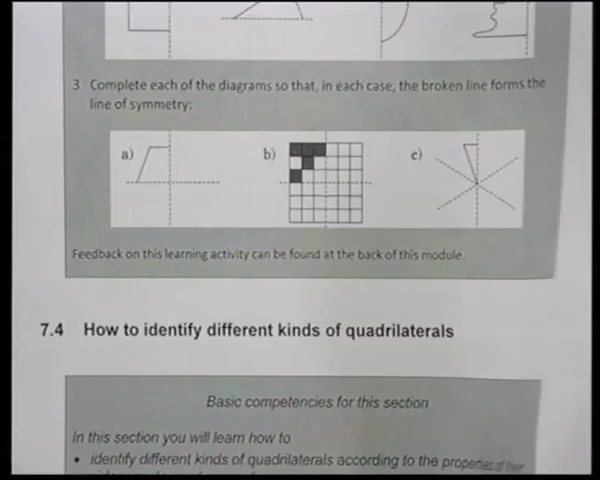 3 Complete each of the diagrams so that, in each case, the broken line forms the
line of symmetry:
a) b) c)
Feedback on this learning activity can be found at the back of this module.
7.4 How to identify different kinds of quadrilaterals
Basic competencies for this section
In this section you will learn how to
• identify different kinds of quadrilaterals according to the properties of their